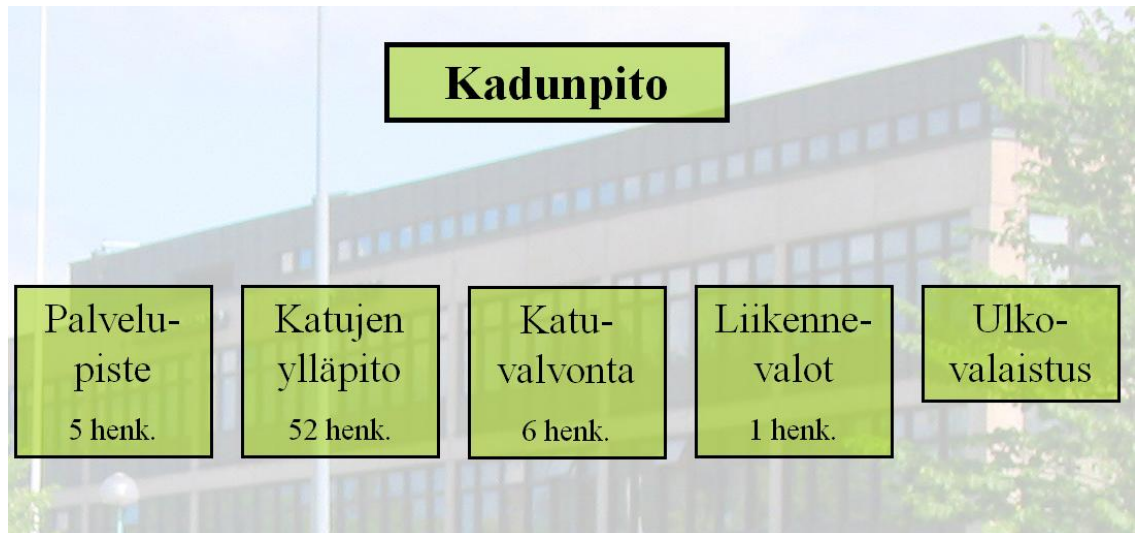 Kadunpito
Palvelu-
piste
5 henk.
Katujen
ylläpito
52 henk.
Katu-
valvonta
6 henk.
Liikenne-
valot
1 henk.
Ulko-
valaistus